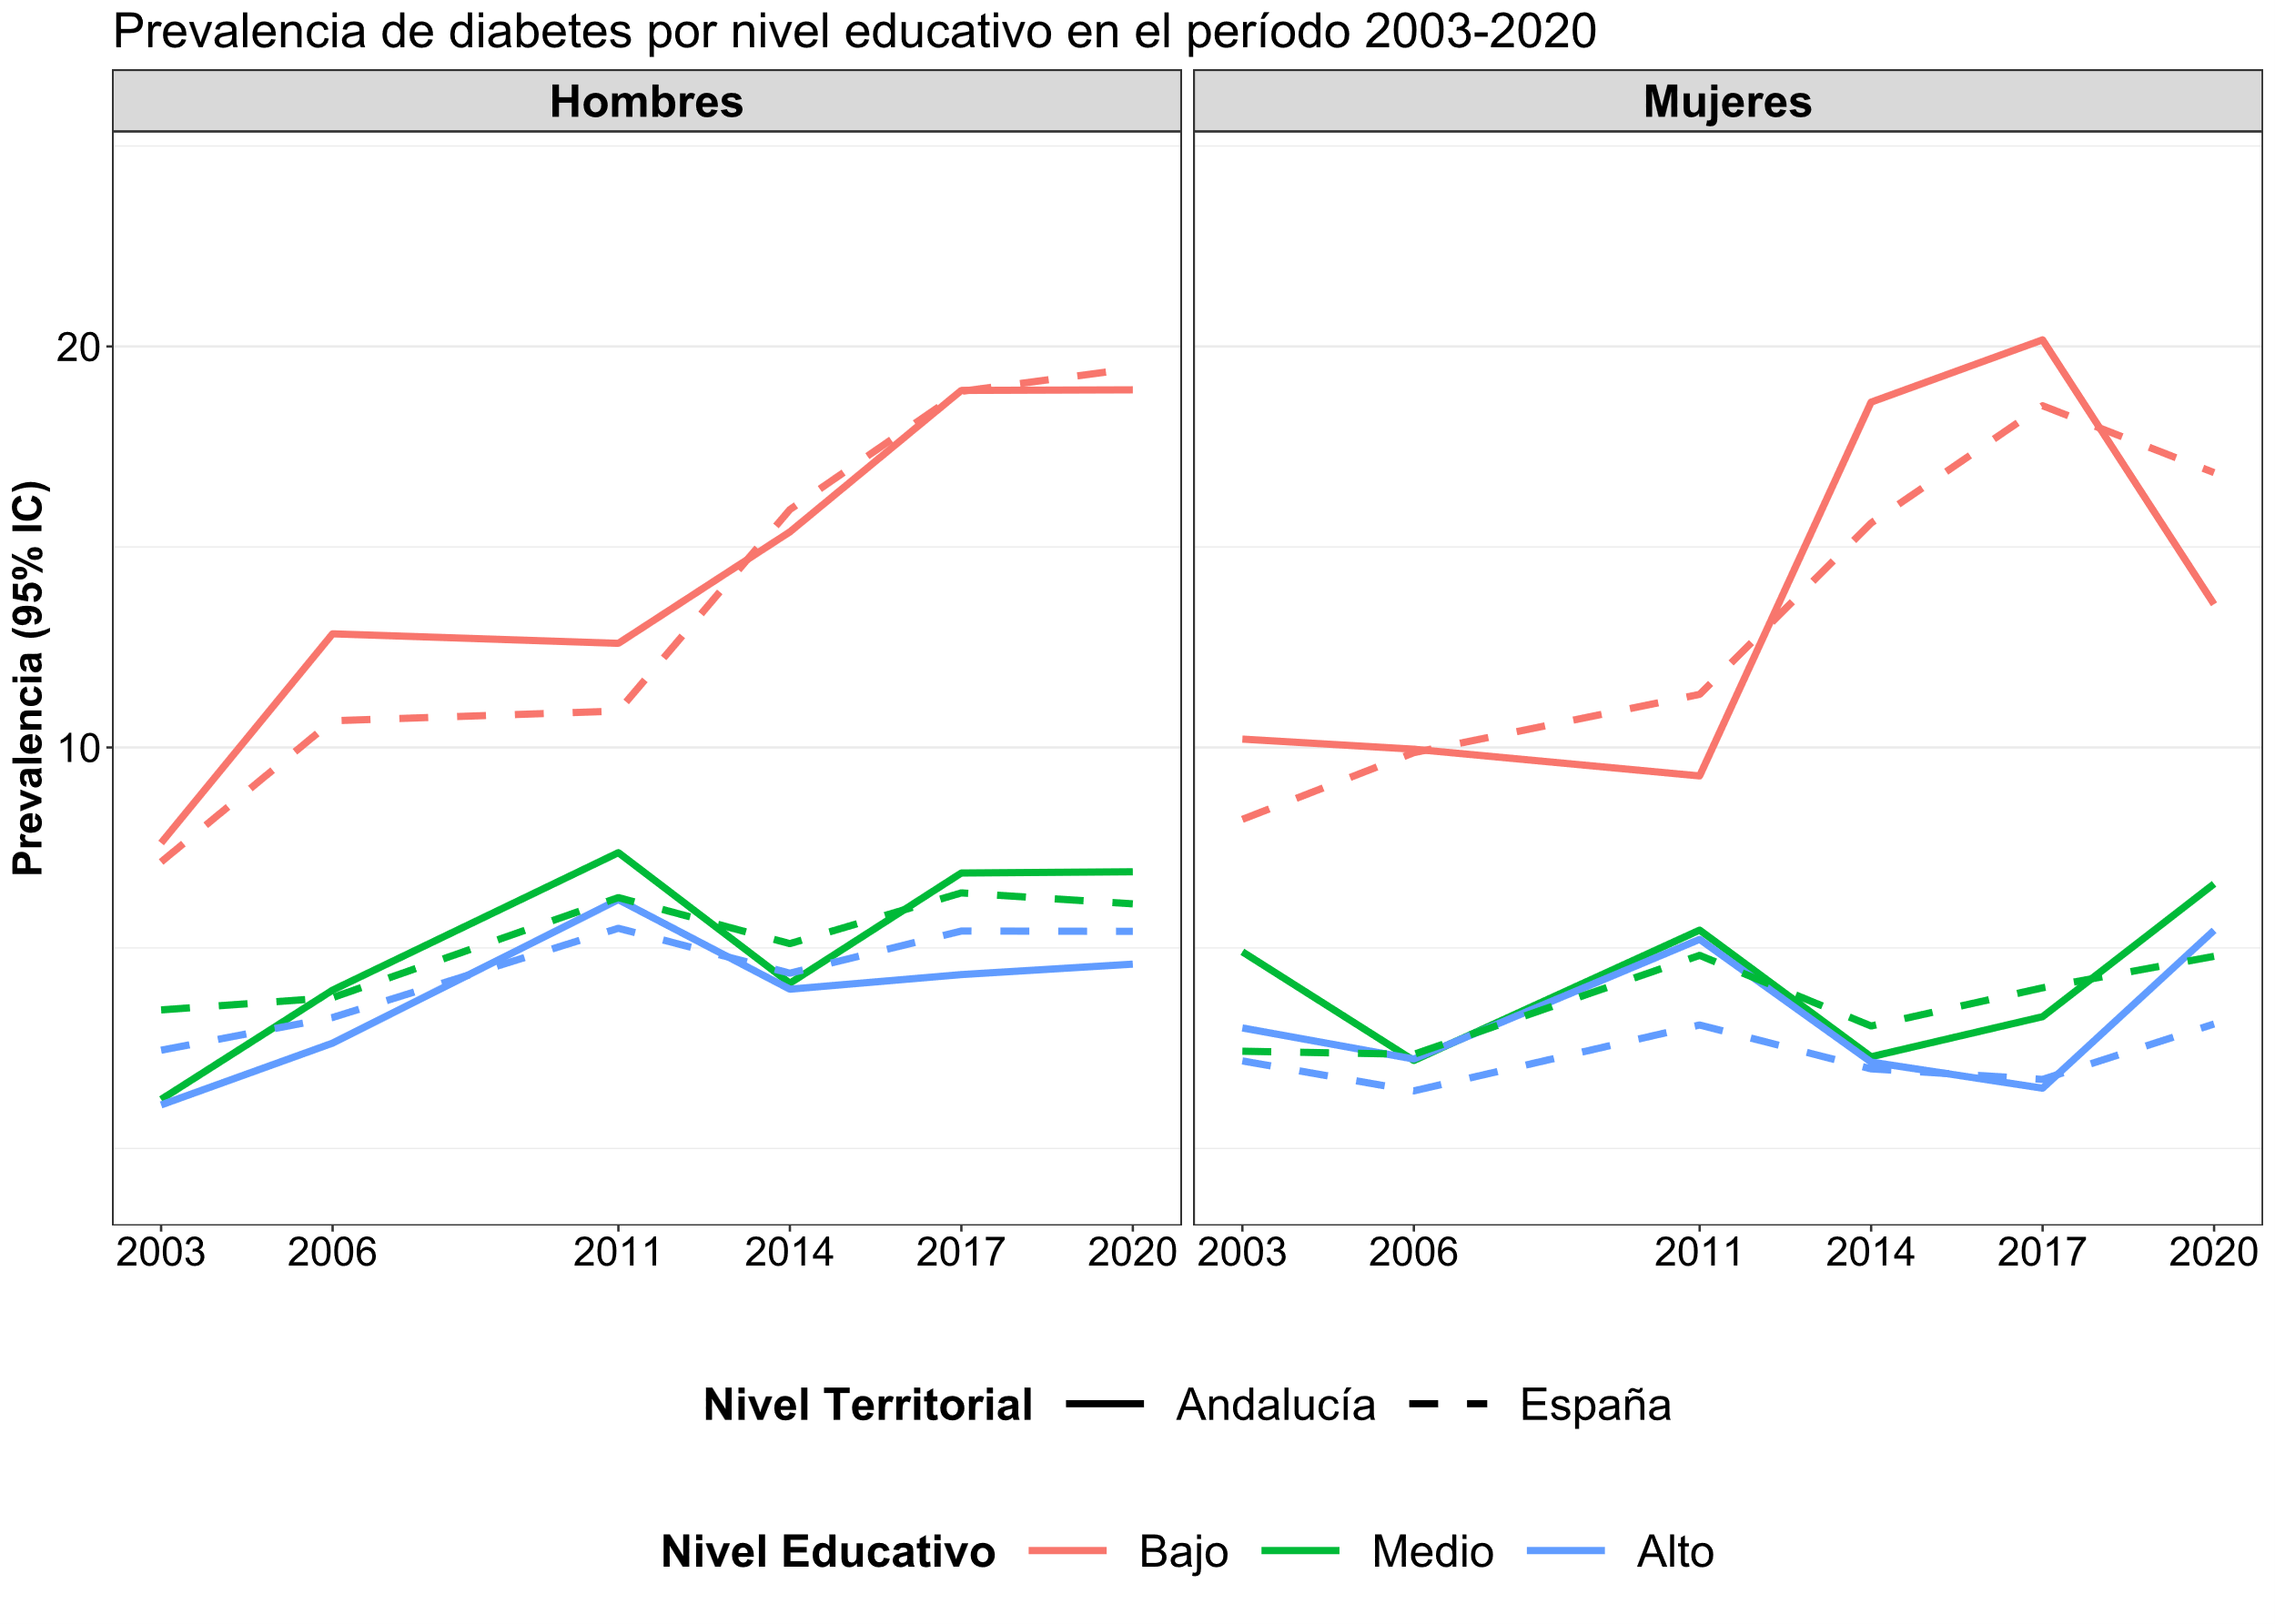 Prevalencia de diabetes por nivel educativo en el período 2003-2020
Hombres
Mujeres
Prevalencia (95% IC)
20
10
2003 2006 2011 2014 2017 2020
2003 2006 2011 2014 2017 2020
Nivel Territorial Andalucía España
Nivel Educativo Bajo Medio Alto